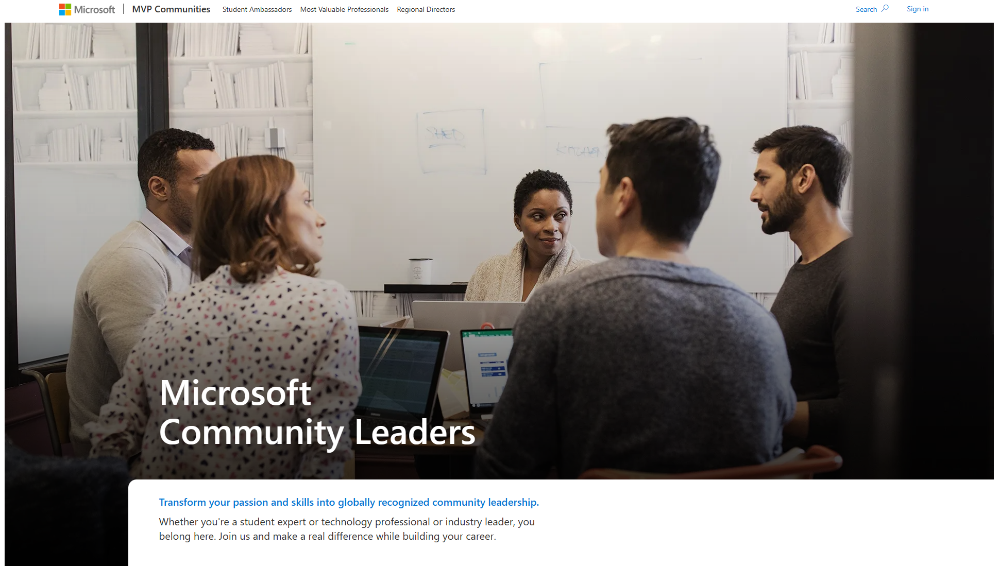 Microsoft
MVP Communities
Student Ambassadors
Most Valuable Professionals
Regional Directors
Search
Sign in
SHED
KITCHEN
Microsoft
Community Leaders
Transform your passion and skills into globally recognized community leadership.
Whether you're a student expert or technology professional or industry leader, you
belong here. Join us and make a real difference while building your career.